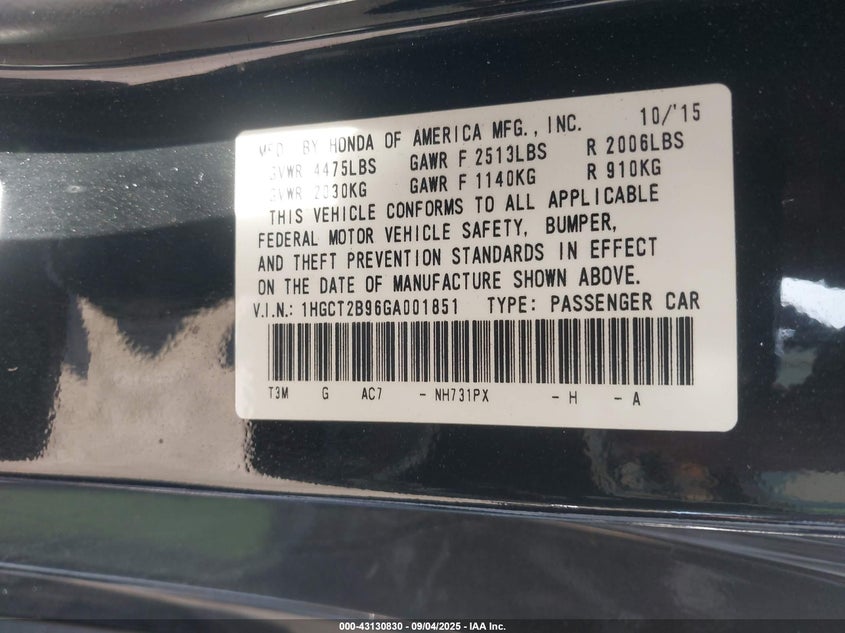 MFD. BY HONDA OF AMERICA MFG., INC. 10/'15
GVWR 4475LBS GAWR F 2513LBS R 2006LBS
GVWR 2030KG GAWR F 1140KG R 910KG
THIS VEHICLE CONFORMS TO ALL APPLICABLE
FEDERAL MOTOR VEHICLE SAFETY, BUMPER,
AND THEFT PREVENTION STANDARDS IN EFFECT
ON THE DATE OF MANUFACTURE SHOWN ABOVE.
V.I.N.: 1HGCT2B96GA001851 TYPE: PASSENGER CAR
T3M G AC7 - NH731PX - H - A
000-43130830 - 09/04/2025 - IAA Inc.